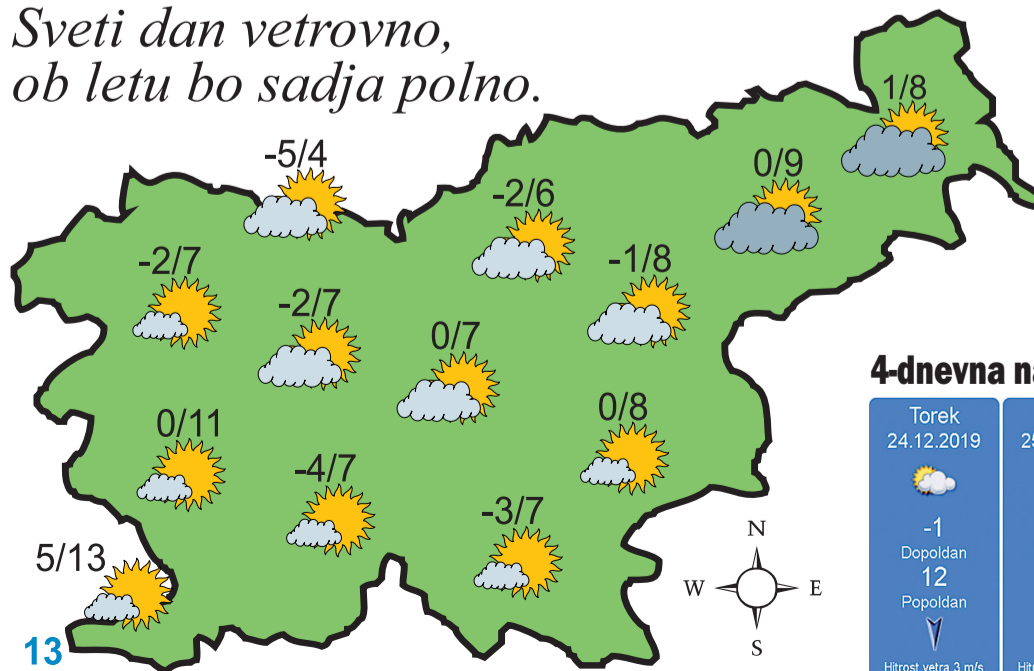 Sveti dan vetrovno,
ob letu bo sadja polno.
1/8
-5/4
0/9
-2/6
-2/7
-1/8
-2/7
0/7
0/11
0/8
-4/7
-3/7
5/13
13
N
W E
S
4-dnevna
Torek
24.12.2019
-1
Dopoldan
12
Popoldan
Hitrost vetra 3 m/s